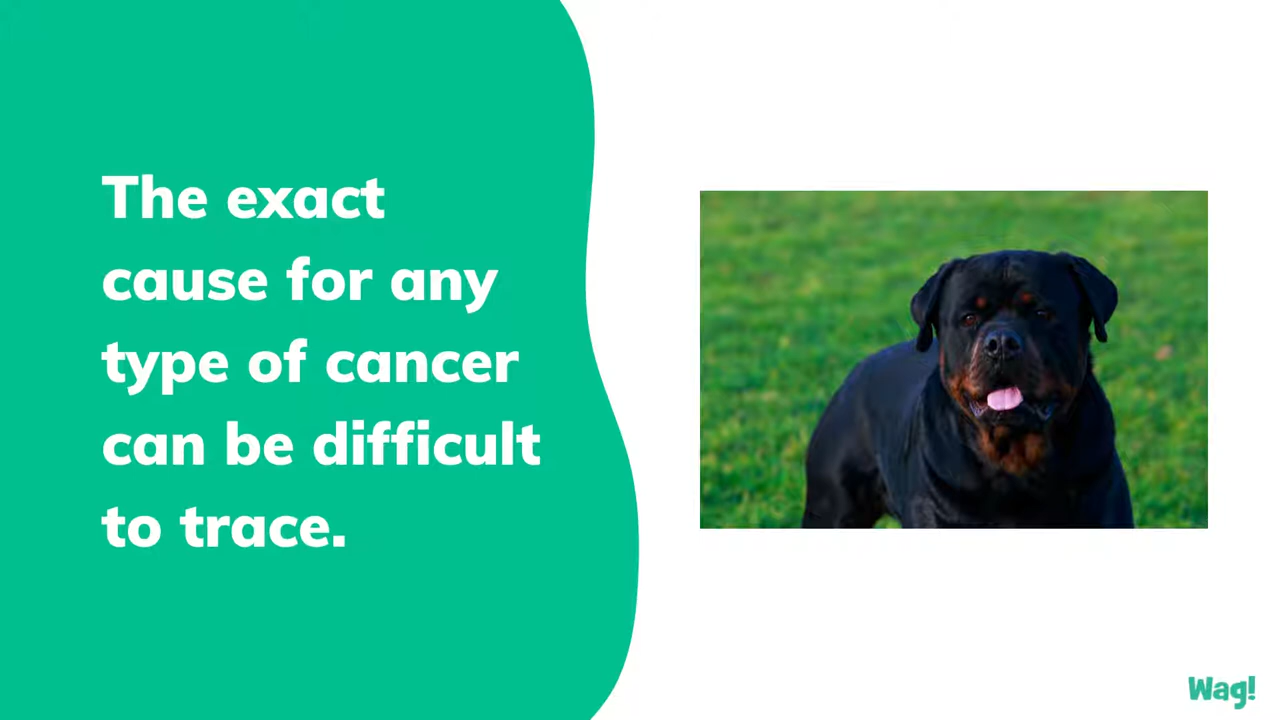 The exact
cause for any
type of cancer
can be difficult
to trace.
Wag!